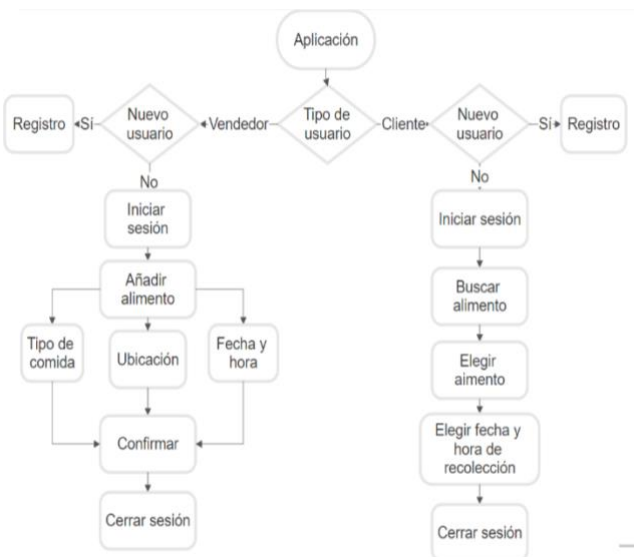 Aplicación
Registro
Sí
Nuevo
usuario
Vendedor
Tipo de
usuario
Cliente
Nuevo
usuario
Sí
Registro
No
No
Iniciar
sesión
Iniciar sesión
Añadir
alimento
Buscar
alimento
Tipo de
comida
Ubicación
Fecha y
hora
Elegir
aimento
Confirmar
Elegir fecha y
hora de
recolección
Cerrar sesión
Cerrar sesión